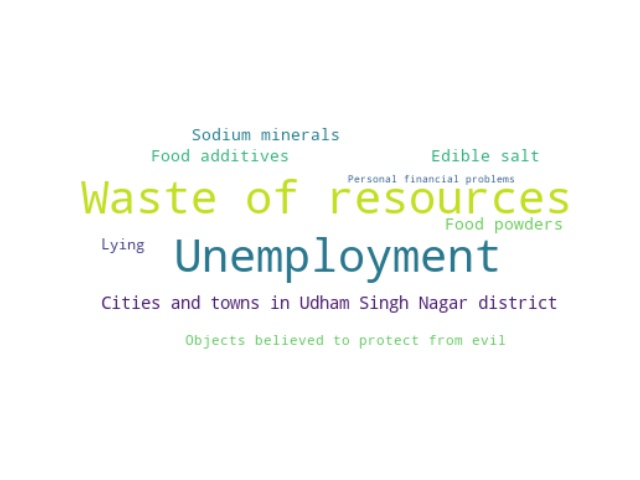 Sodium minerals
Food additives
Edible salt
Personal financial problems
Waste of resources
Food powders
Lying
Unemployment
Cities and towns in Udham Singh Nagar district
Objects believed to protect from evil